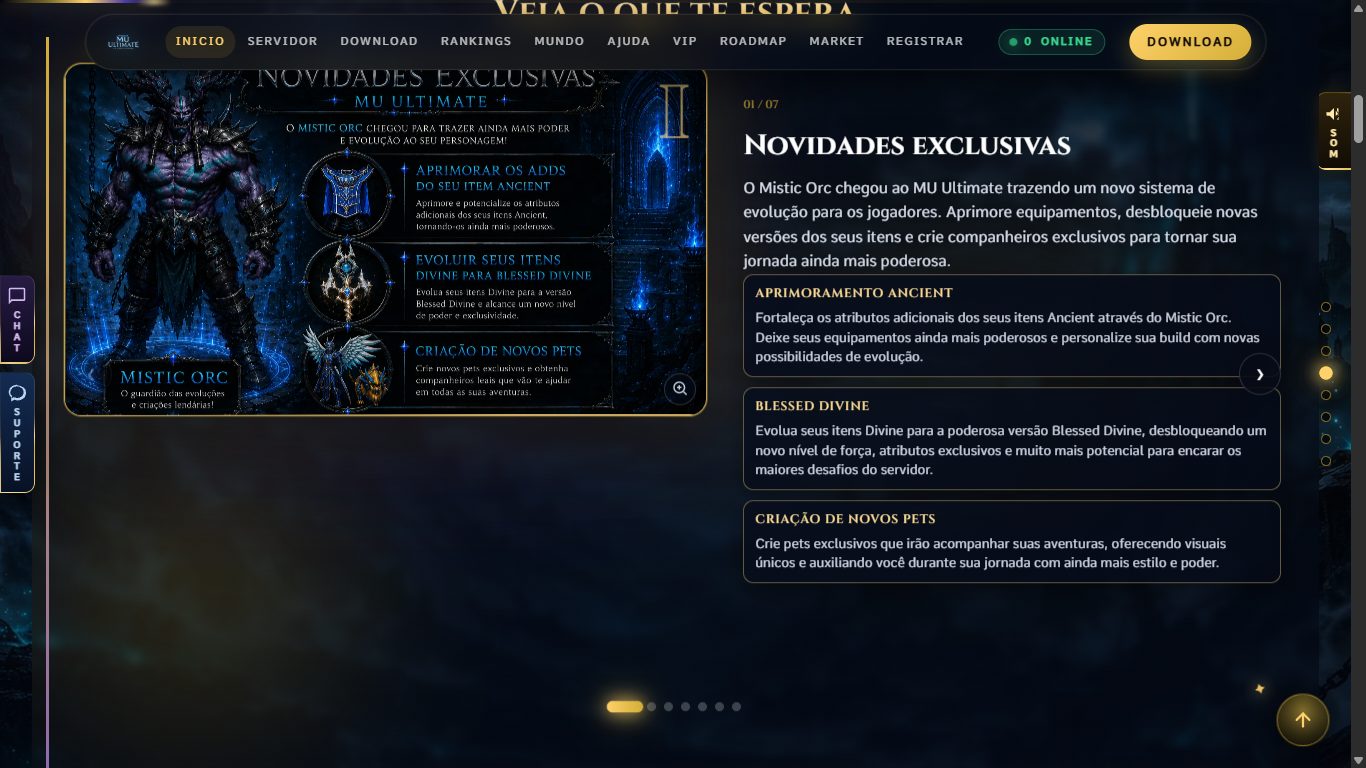 VEJA O QUE TE ESPERA
MU
ULTIMATE
INICIO
SERVIDOR
DOWNLOAD
RANKINGS
MUNDO
AJUDA
VIP
ROADMAP
MARKET
REGISTRAR
0 ONLINE
DOWNLOAD
NOVIDADES EXCLUSIVAS
MU ULTIMATE
O MISTIC ORC CHEGOU PARA TRAZER AINDA MAIS PODER
E EVOLUÇÃO AO SEU PERSONAGEM!
APRIMORAR OS ADDS
DO SEU ITEM ANCIENT
Aprimore e potencialize os atributos
adicionais dos seus itens Ancient,
tornando-os ainda mais poderosos.
EVOLUIR SEUS ITENS
DIVINE PARA BLESSED DIVINE
Evolua seus itens Divine para a versão
Blessed Divine e alcance um novo nível
de poder e exclusividade.
CRIAÇÃO DE NOVOS PETS
Crie novos pets exclusivos e obtenha
companheiros leais que vão te ajudar
em todas as suas aventuras.
MISTIC ORC
O guardião das evoluções
e criações lendárias!
II
01 / 07
NOVIDADES EXCLUSIVAS
O Mistic Orc chegou ao MU Ultimate trazendo um novo sistema de
evolução para os jogadores. Aprimore equipamentos, desbloqueie novas
versões dos seus itens e crie companheiros exclusivos para tornar sua
jornada ainda mais poderosa.
APRIMORAMENTO ANCIENT
Fortaleça os atributos adicionais dos seus itens Ancient através do Mistic Orc.
Deixe seus equipamentos ainda mais poderosos e personalize sua build com novas
possibilidades de evolução.
BLESSED DIVINE
Evolua seus itens Divine para a poderosa versão Blessed Divine, desbloqueando um
novo nível de força, atributos exclusivos e muito mais potencial para encarar os
maiores desafios do servidor.
CRIAÇÃO DE NOVOS PETS
Crie pets exclusivos que irão acompanhar suas aventuras, oferecendo visuais
únicos e auxiliando você durante sua jornada com ainda mais estilo e poder.
CHAT
SUPORTE
SOM